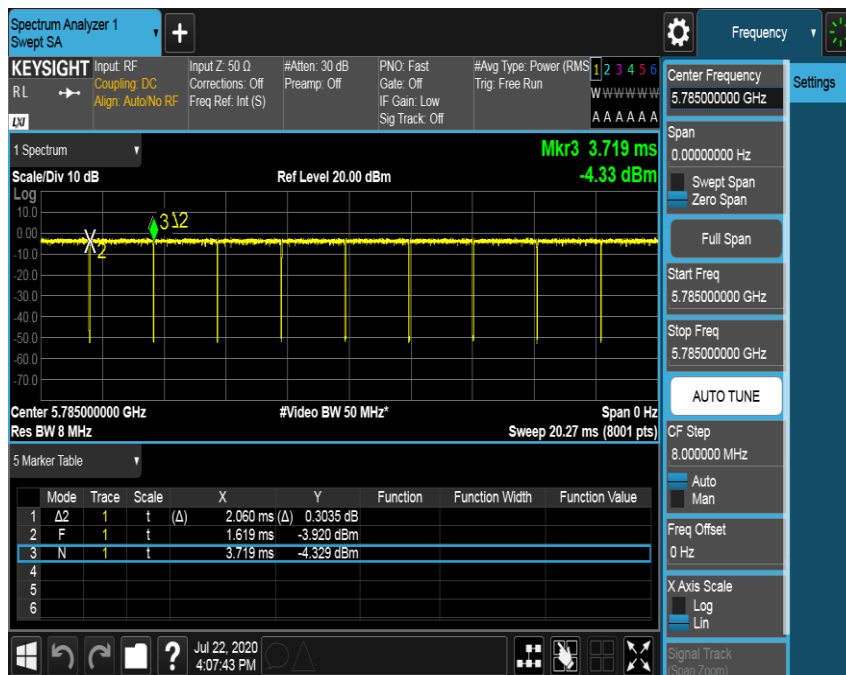 Spectrum Analyzer 1
Swept SA
+
Frequency
KEYSIGHT
RL
LXI
Input: RF
Coupling: DC
Align: Auto/No RF
Input Z: 50 Ω
Corrections: Off
Freq Ref: Int (S)
#Atten: 30 dB
Preamp: Off
PNO: Fast
Gate: Off
IF Gain: Low
Sig Track: Off
#Avg Type: Power (RMS
Trig: Free Run
1 2 3 4 5 6
W W W W W W
A A A A A A
1 Spectrum
Mkr3 3.719 ms
Scale/Div 10 dB
Ref Level 20.00 dBm
-4.33 dBm
Log
10.0
0.00
-10.0
-20.0
-30.0
-40.0
-50.0
-60.0
-70.0
2
3 1Δ2
Center 5.785000000 GHz
#Video BW 50 MHz*
Span 0 Hz
Res BW 8 MHz
Sweep 20.27 ms (8001 pts)
5 Marker Table
Mode Trace Scale X Y Function Function Width Function Value
1 Δ2 1 t (Δ) 2.060 ms (Δ) 0.3035 dB
2 F 1 t 1.619 ms -3.920 dBm
3 N 1 t 3.719 ms -4.329 dBm
4
5
6
?
Jul 22, 2020
4:07:43 PM
Center Frequency
5.785000000 GHz
Settings
Span
0.00000000 Hz
Swept Span
Zero Span
Full Span
Start Freq
5.785000000 GHz
Stop Freq
5.785000000 GHz
AUTO TUNE
CF Step
8.000000 MHz
Auto
Man
Freq Offset
0 Hz
X Axis Scale
Log
Lin
Signal Track
(Span Zoom)